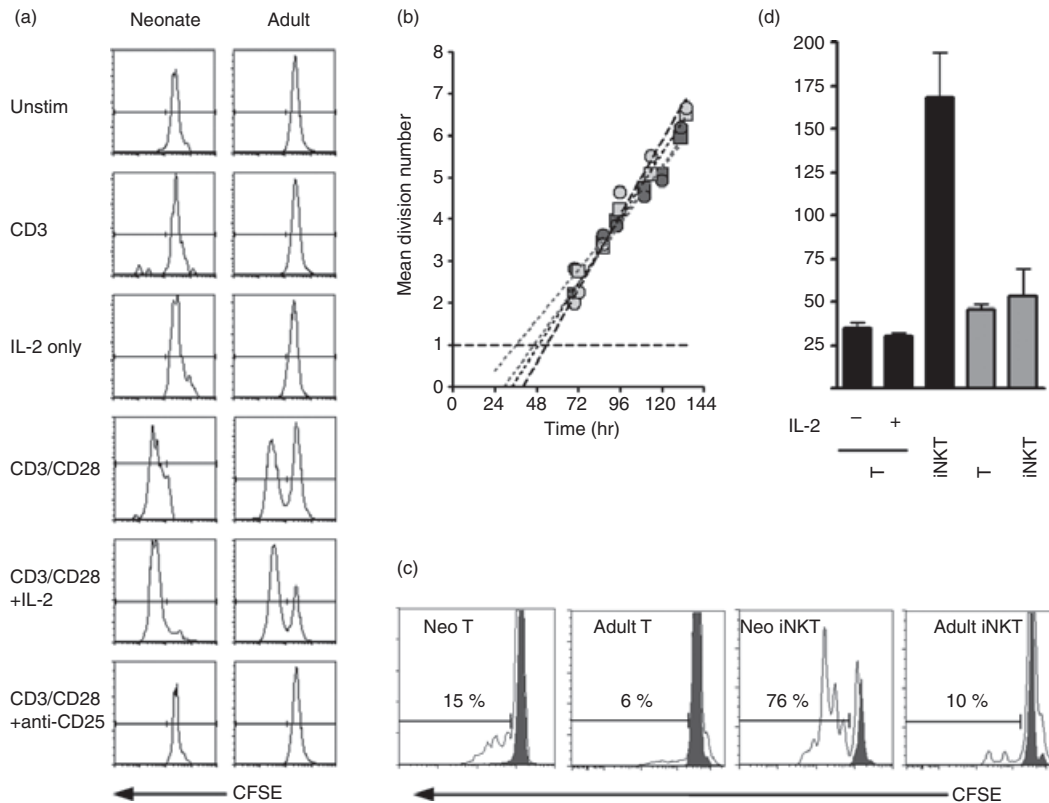 (a)
Neonate Adult
Unstim
CD3
IL-2 only
CD3/CD28
CD3/CD28
+IL-2
CD3/CD28
+anti-CD25
CFSE
(b)
Mean division number
8
7
6
5
4
3
2
1
0
0 24 48 72 96 120 144
Time (hr)
(d)
200
175
150
125
100
75
50
25
IL-2 – +
T iNKT T iNKT
(c)
Neo T Adult T Neo iNKT Adult iNKT
15 % 6 % 76 % 10 %
CFSE